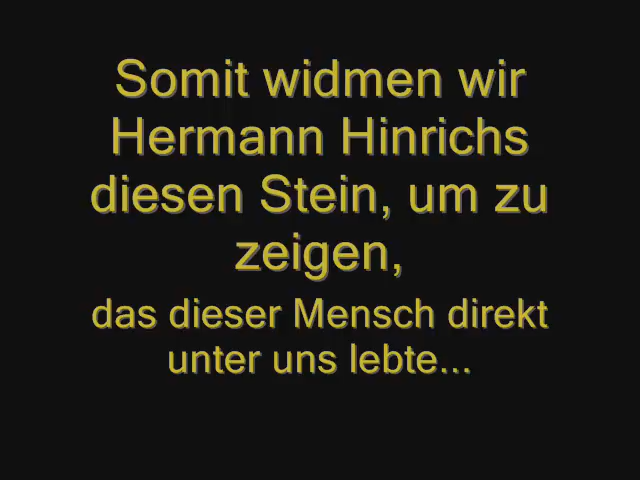 Somit widmen wir
Hermann Hinrichs
diesen Stein, um zu
zeigen,
das dieser Mensch direkt
unter uns lebte...